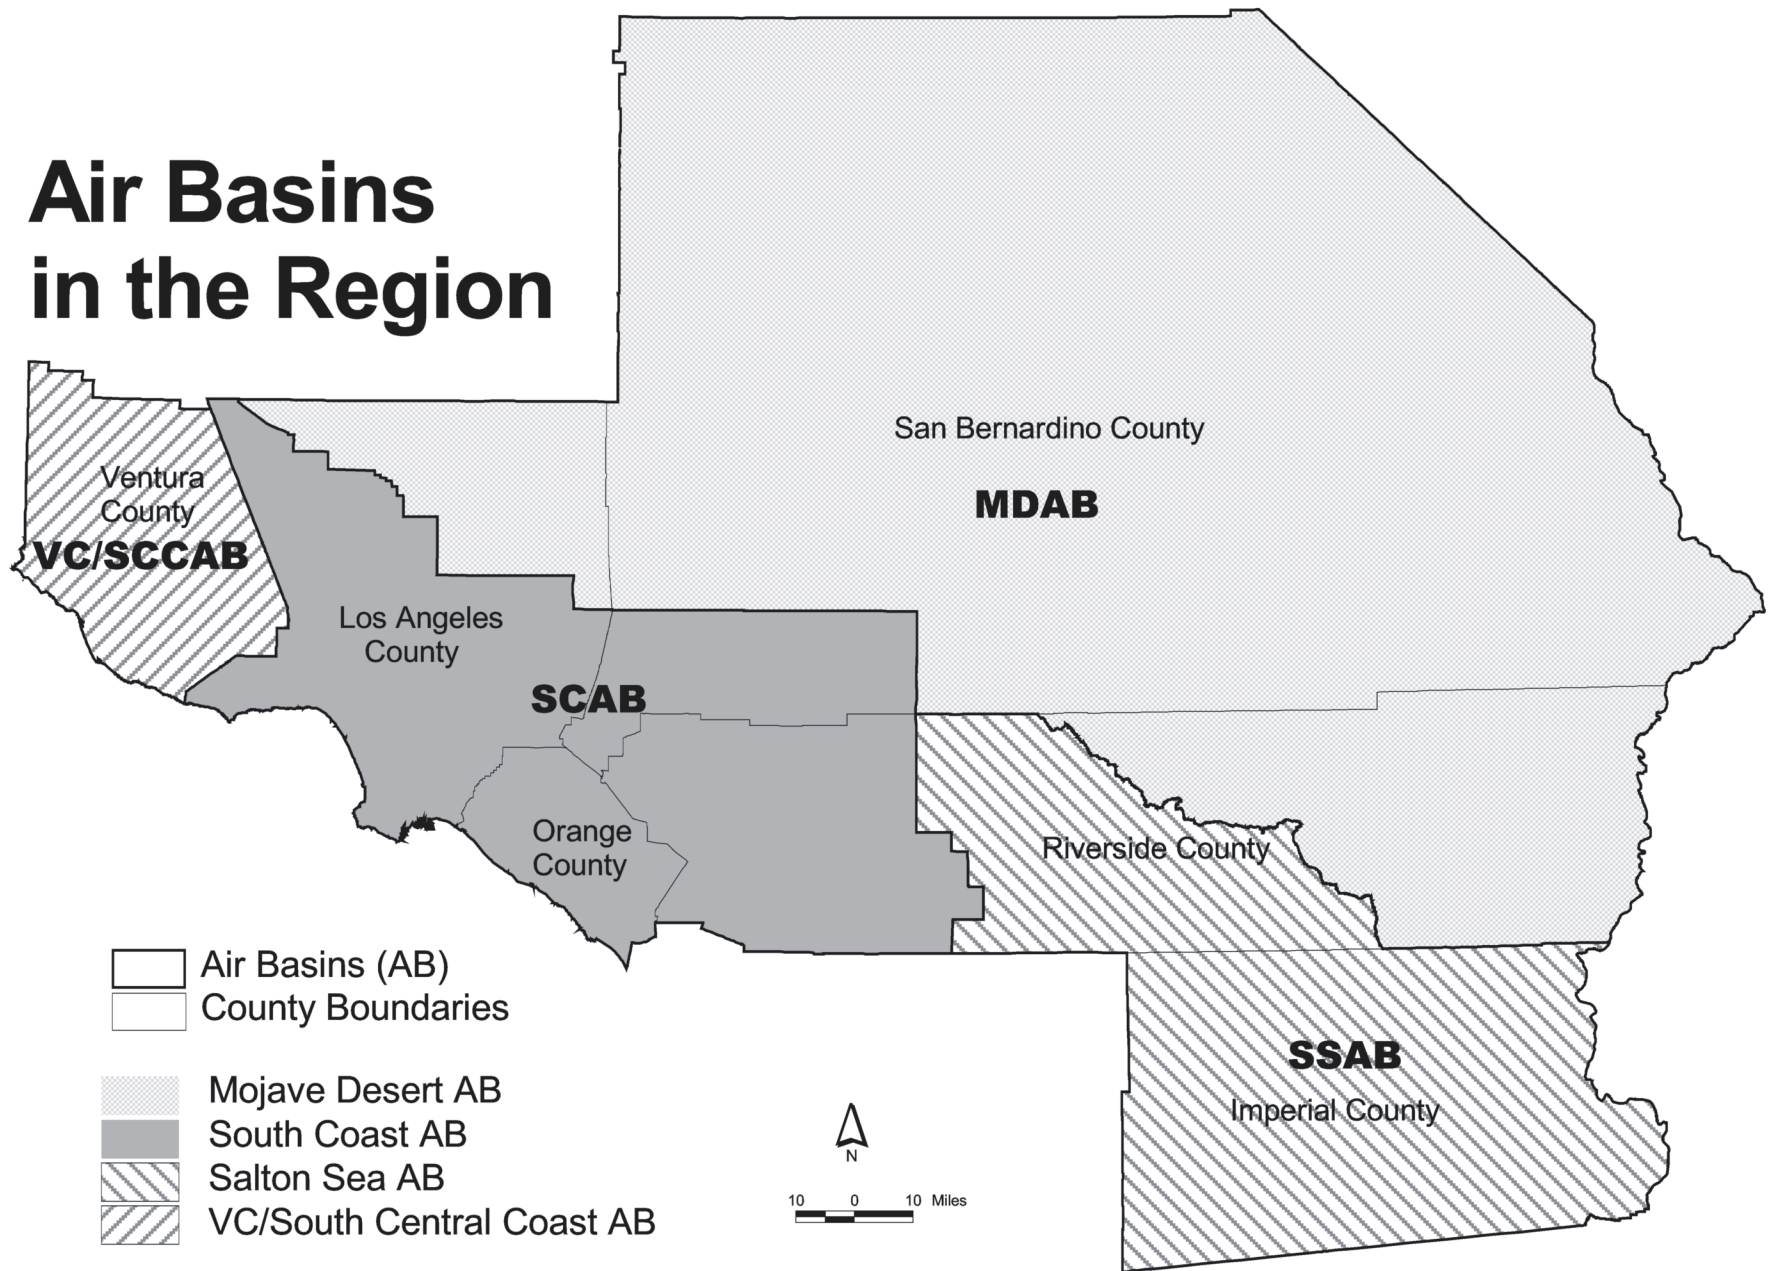 Air Basins
in the Region
San Bernardino County
MDAB
Ventura
County
VC/SCCAB
Los Angeles
County
SCAB
Orange
County
Riverside County
SSAB
Imperial County
Air Basins (AB)
County Boundaries
Mojave Desert AB
South Coast AB
Salton Sea AB
VC/South Central Coast AB
N
10 0 10 Miles